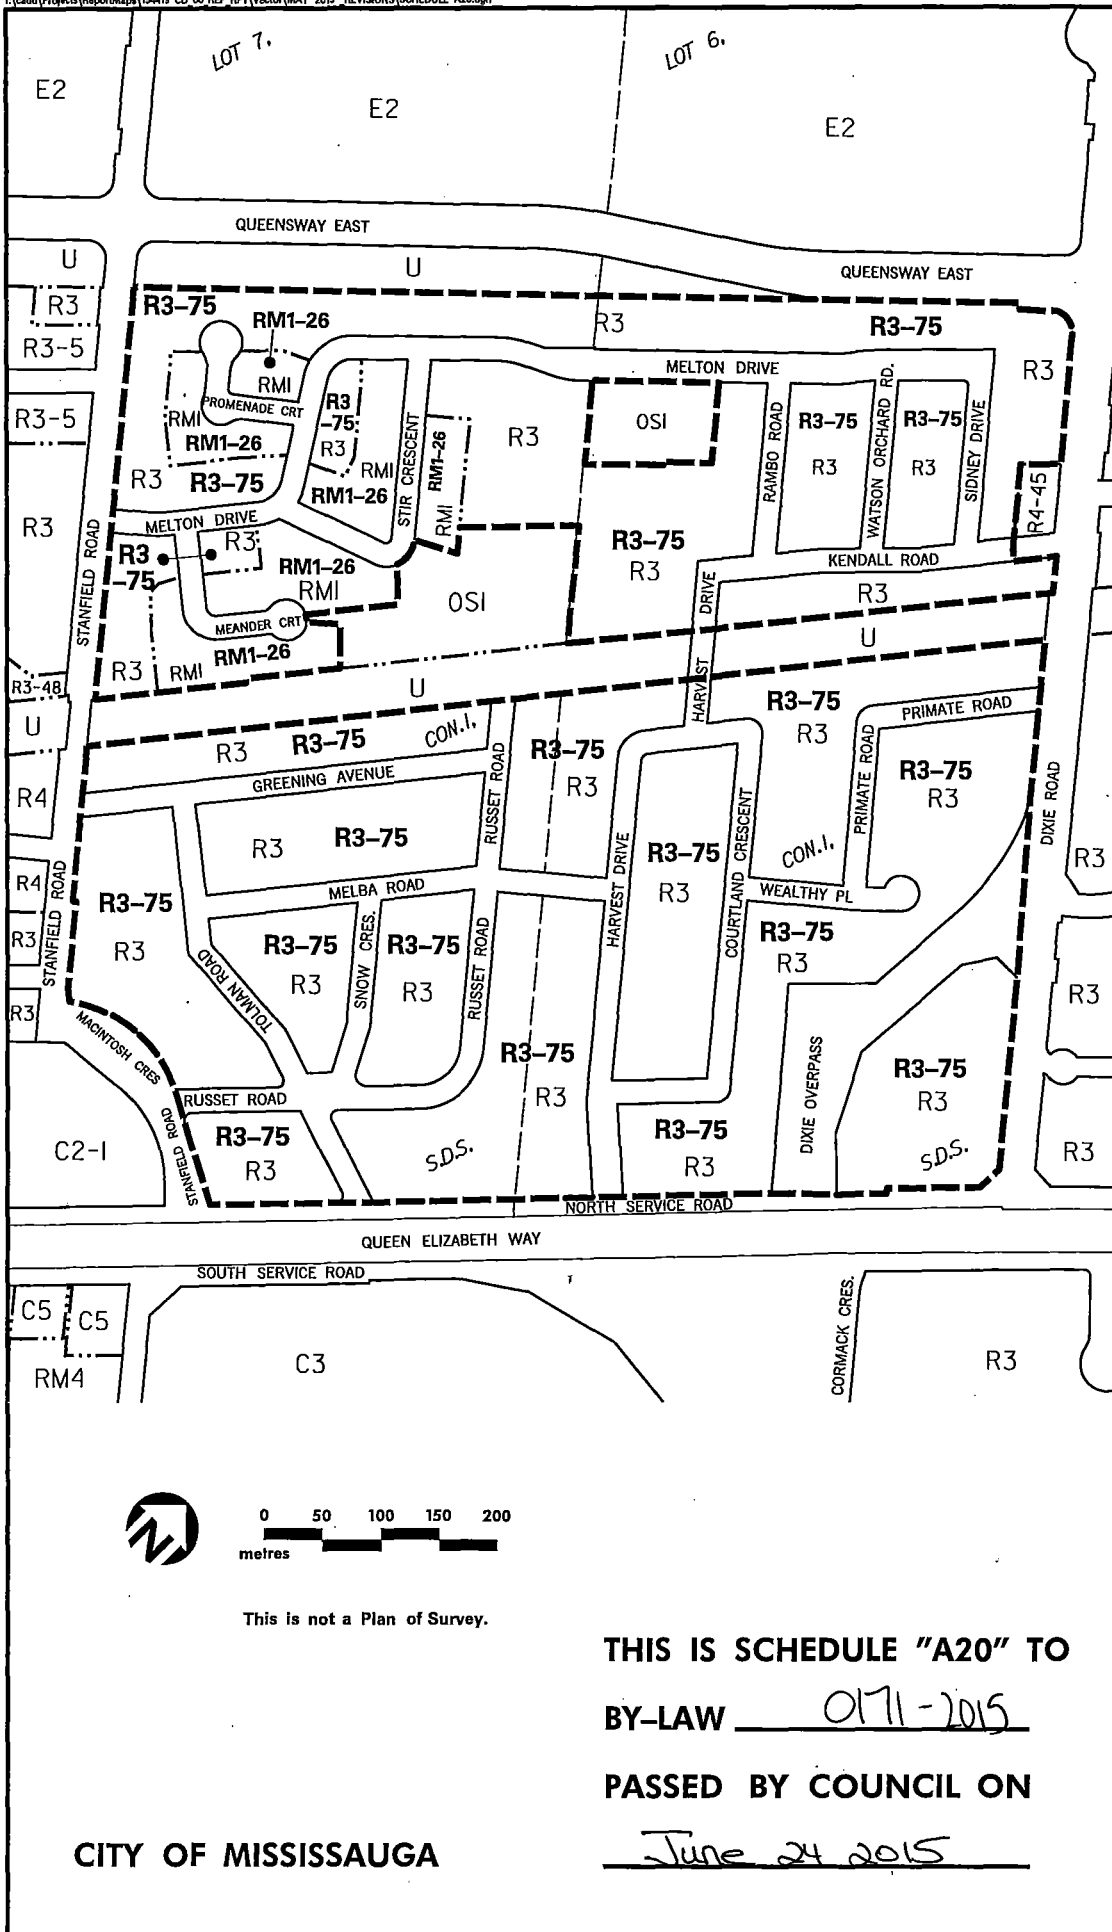 LOT 7,
LOT 6,
E2
E2
E2
QUEENSWAY EAST
U
U
QUEENSWAY EAST
R3
R3-5
R3-5
R3
R3-75
RM1-26
RM1
R3
R3-75
R3
MELTON DRIVE
PROMENADE CRT
RM1
RM1-26
R3
-75
R3
RM1
RM1-26
STIR CRESCENT
RM1-26
RM1
R3
OS1
RAMBO ROAD
R3-75
R3
WATSON ORCHARD RD.
R3-75
R3
SIDNEY DRIVE
R4-45
R3
R3-75
MELTON DRIVE
R3
-75
R3
RM1-26
RM1
MEANDER CRT
RM1-26
R3
RM1
OS1
R3-75
R3
KENDALL ROAD
R3
HARVEST DRIVE
STANFIELD ROAD
R3-48
U
U
U
R4
R4
R3
R3
STANFIELD ROAD
R3
R3-75
CON.1,
GREENING AVENUE
RUSSET ROAD
R3-75
R3
R3-75
R3
PRIMATE ROAD
PRIMATE ROAD
R3-75
R3
DIXIE ROAD
R3
R3
R3-75
MELBA ROAD
HARVEST DRIVE
R3-75
R3
COURTLAND CRESCENT
CON.1,
WEALTHY PL
R3-75
R3
R3-75
R3
TOLMAN ROAD
R3-75
R3
SNOW CRES.
R3-75
R3
RUSSET ROAD
R3
MACINTOSH CRES
RUSSET ROAD
R3-75
R3
DIXIE OVERPASS
R3-75
R3
C2-1
STANFIELD ROAD
R3-75
R3
S.D.S.
R3-75
R3
S.D.S.
R3
NORTH SERVICE ROAD
QUEEN ELIZABETH WAY
SOUTH SERVICE ROAD
C5
C5
RM4
C3
CORMACK CRES.
R3
N
0 50 100 150 200
metres
This is not a Plan of Survey.
THIS IS SCHEDULE "A20" TO
BY-LAW 0171-2015
PASSED BY COUNCIL ON
June 24 2015
CITY OF MISSISSAUGA